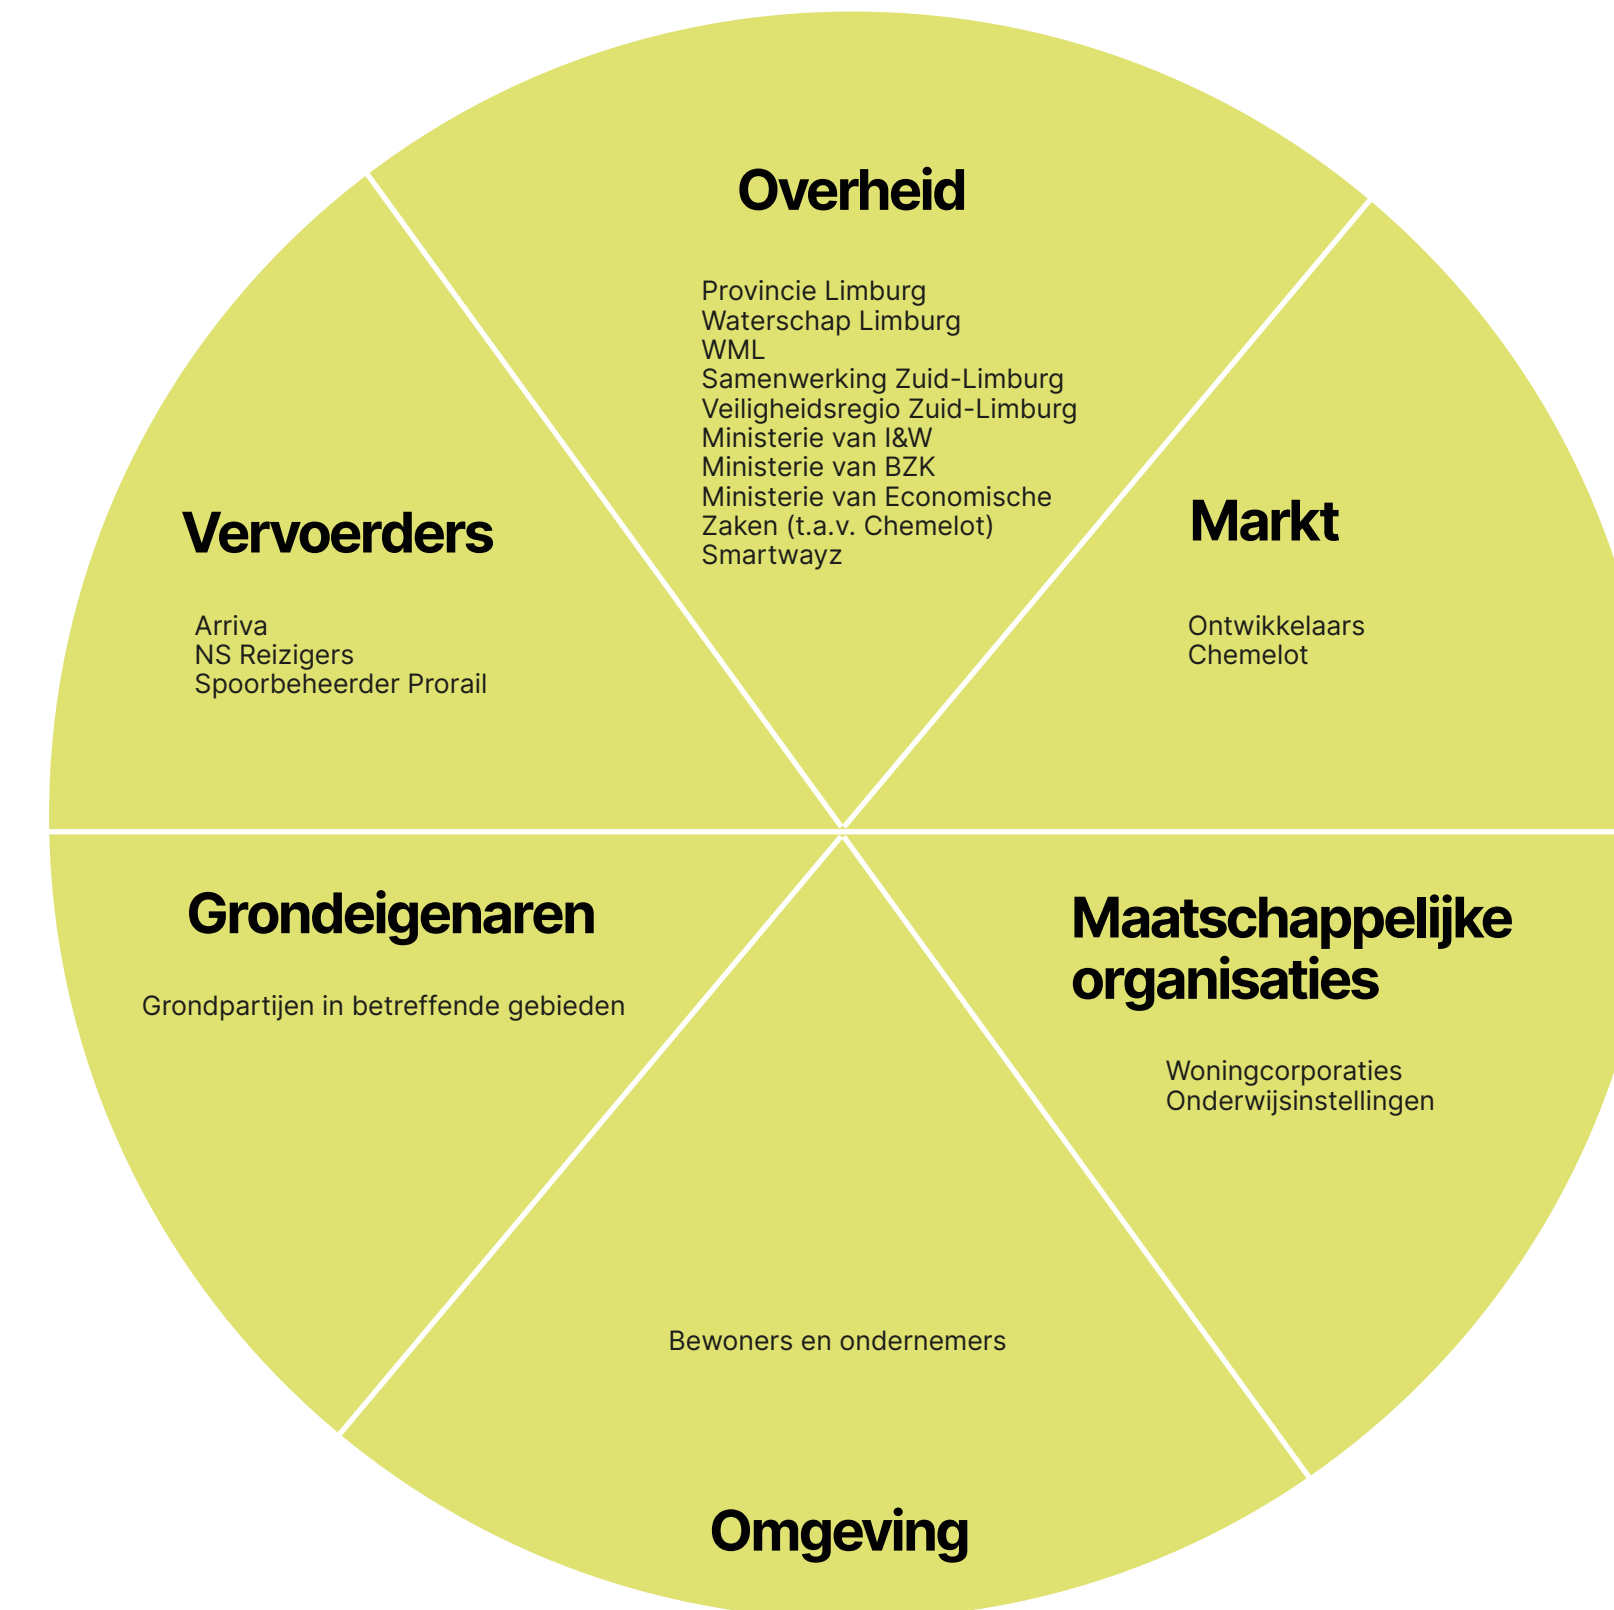 Overheid
Provincie Limburg
Waterschap Limburg
WML
Samenwerking Zuid-Limburg
Veiligheidsregio Zuid-Limburg
Ministerie van I&W
Ministerie van BZK
Ministerie van Economische
Zaken (t.a.v. Chemelot)
Smartwayz
Vervoerders
Arriva
NS Reizigers
Spoorbeheerder Prorail
Markt
Ontwikkelaars
Chemelot
Grondeigenaren
Grondpartijen in betreffende gebieden
Maatschappelijke
organisaties
Woningcorporaties
Onderwijsinstellingen
Bewoners en ondernemers
Omgeving